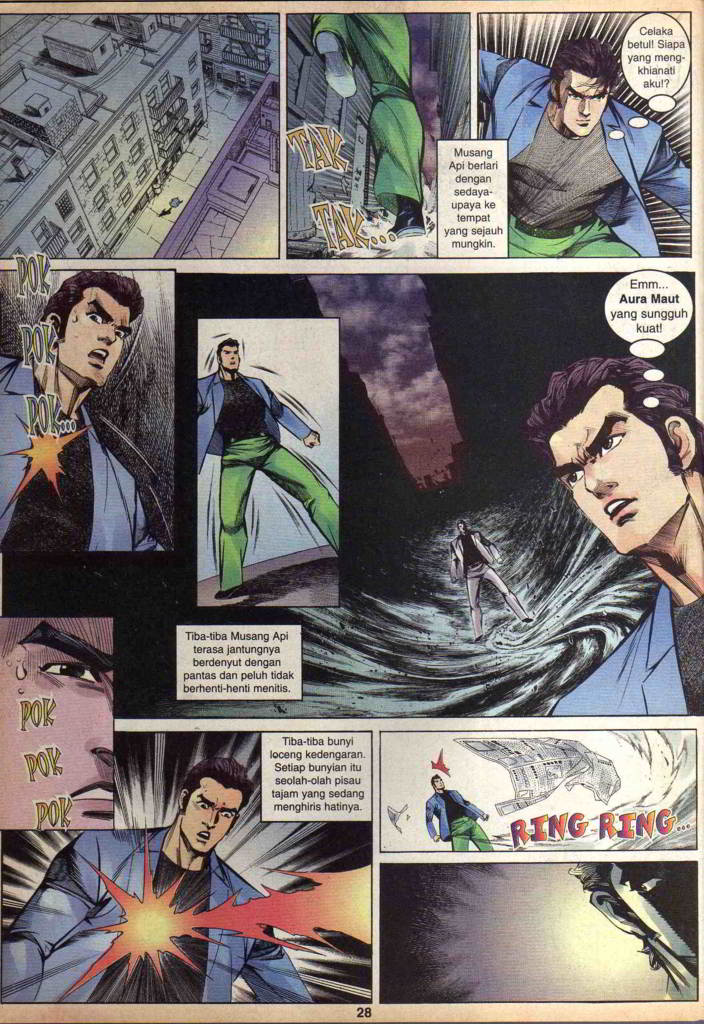 Celaka
betul! Siapa
yang meng-
khianati
aku!?
TAK
TAK...
Musang
Api berlari
dengan
sedaya-
upaya ke
tempat
yang sejauh
mungkin.
POK
POK
POK...
Emm...
Aura Maut
yang sungguh
kuat!
Tiba-tiba Musang Api
terasa jantungnya
berdenyut dengan
pantas dan peluh tidak
berhenti-henti menitis.
POK
POK
POK
Tiba-tiba bunyi
loceng kedengaran.
Setiap bunyian itu
seolah-olah pisau
tajam yang sedang
menghiris hatinya.
RING RING...
28